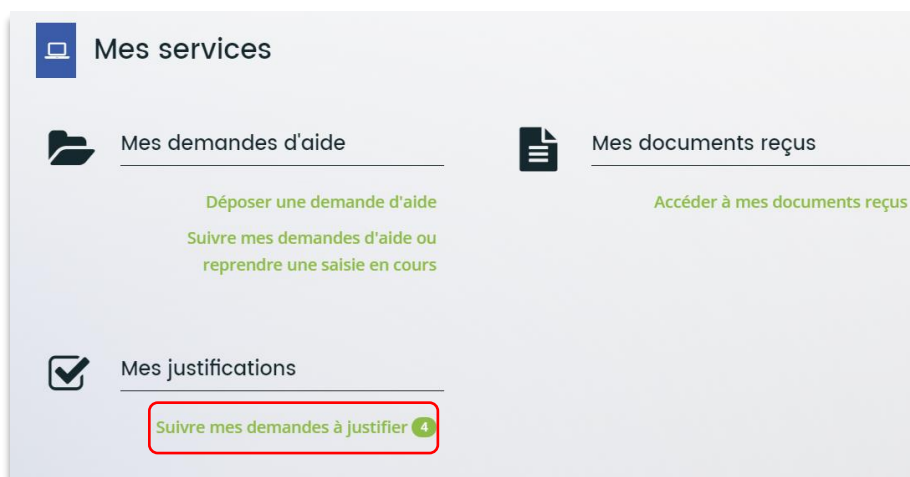 Mes services
Mes demandes d'aide
Déposer une demande d'aide
Suivre mes demandes d'aide ou
reprendre une saisie en cours
Mes documents reçus
Accéder à mes documents reçus
Mes justifications
Suivre mes demandes à justifier 4